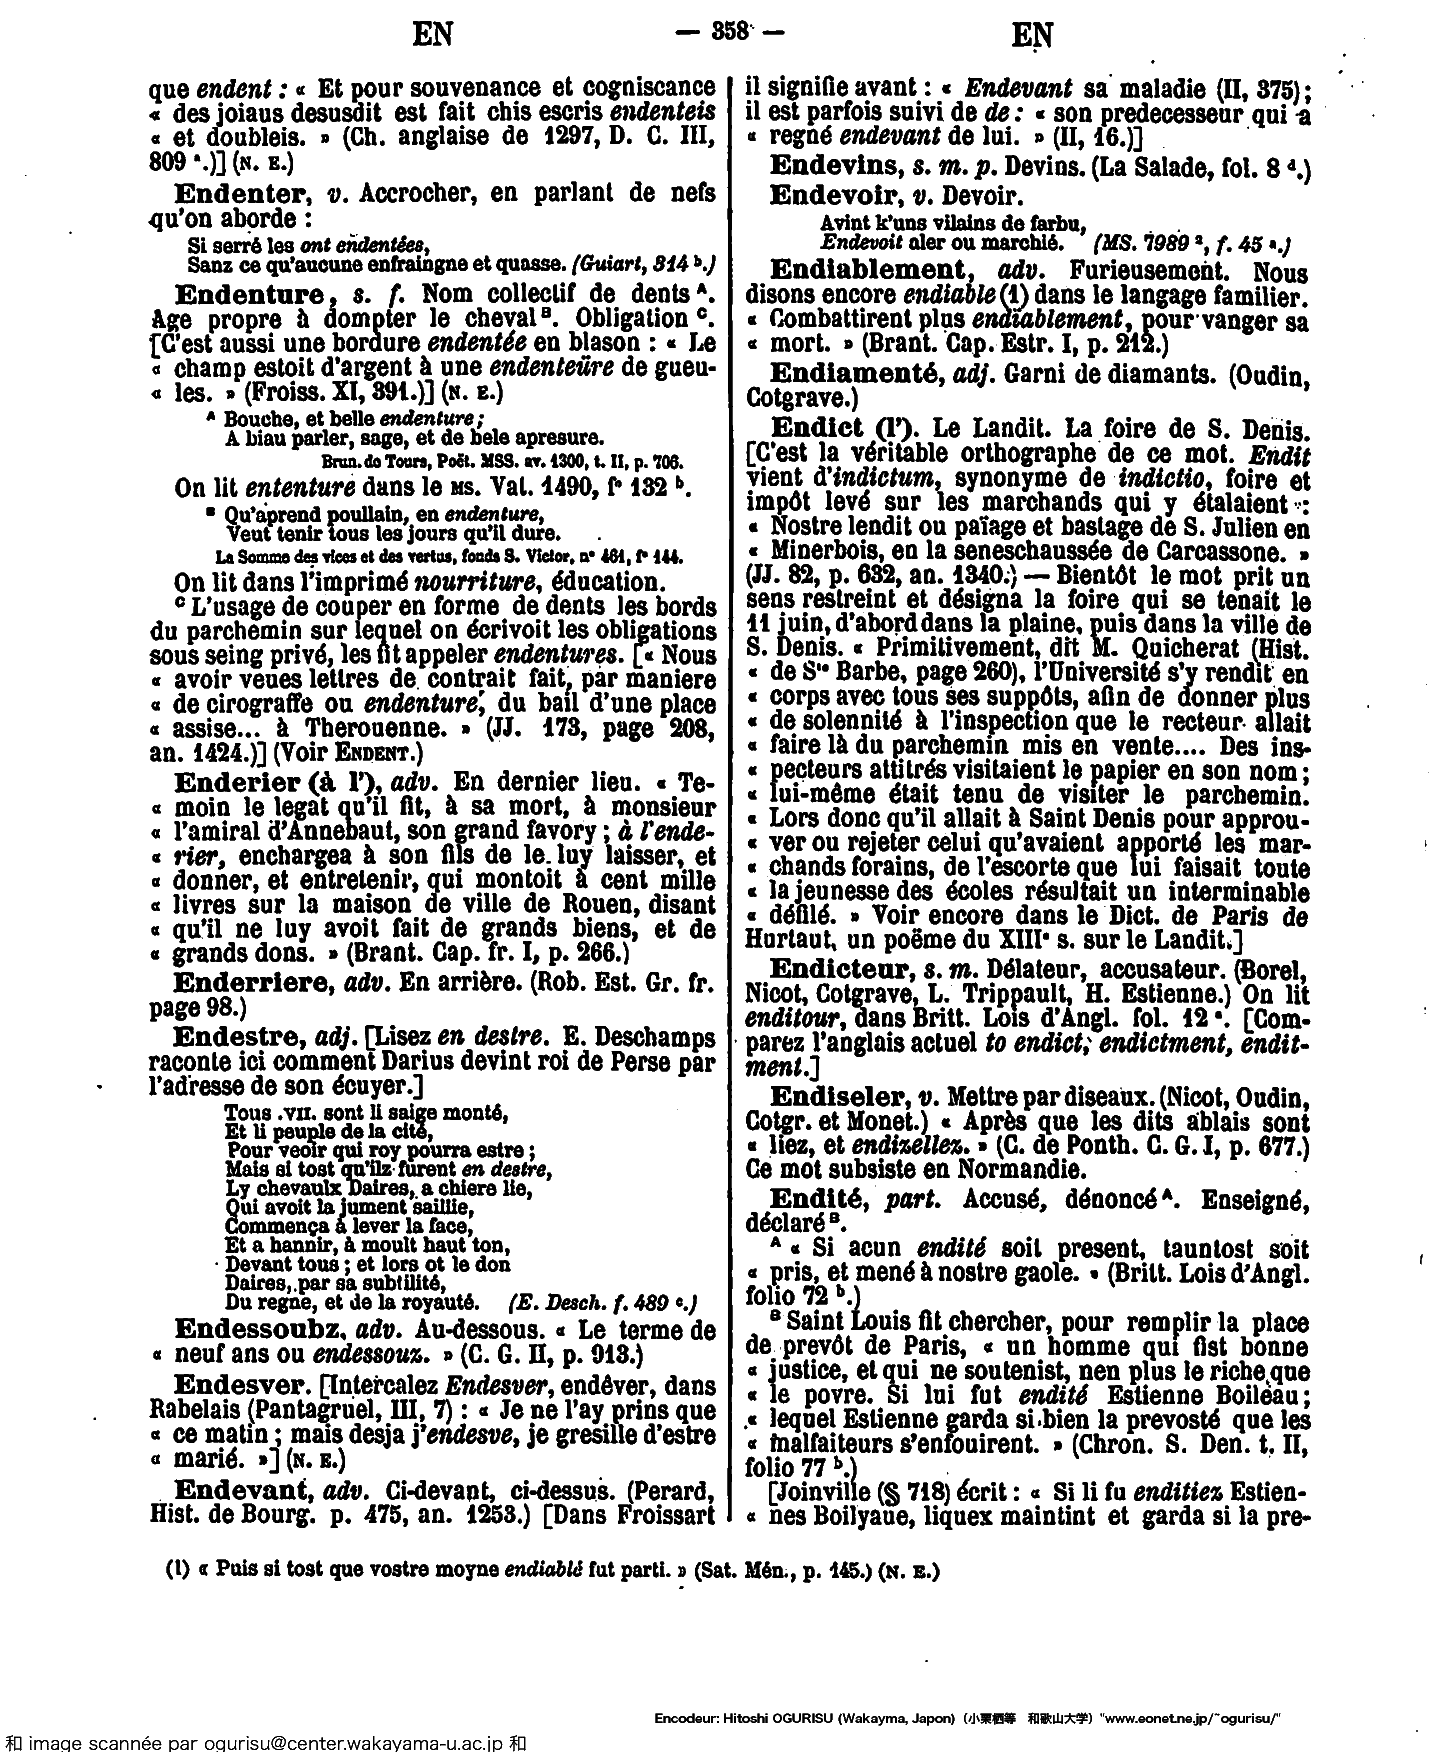 EN — 358 — EN
que endent : « Et pour souvenance et cogniscance
« des joiaus desusdit est fait chis escris endenteis
« et doubleis. » (Ch. anglaise de 1297, D. C. III,
809 a.)] (N. E.)
Endenter, v. Accrocher, en parlant de nefs
qu'on aborde :
Si serré les ont endentées,
Sanz ce qu'aucune enfraingne et quasse. (Guiart, 314 b.)
Endenture, s. f. Nom collectif de dents A.
Age propre à dompter le cheval B. Obligation C.
[C'est aussi une bordure endentée en blason : « Le
« champ estoit d'argent à une endenteüre de gueu-
« les. » (Froiss. XI, 391.)] (N. E.)
A Bouche, et belle endenture ;
A biau parler, sage, et de bele apresure.
Brun. do Tours, Poët. MSS. av. 1300, t. II, p. 706.
On lit ententure dans le MS. Vat. 1490, f° 132 b.
B Qu'aprend poullain, en endenture,
Veut tenir tous les jours qu'il dure.
La Somme des vices et des vertus, fonds S. Victor, n° 461, f° 144.
On lit dans l'imprimé nourriture, éducation.
C L'usage de couper en forme de dents les bords
du parchemin sur lequel on écrivoit les obligations
sous seing privé, les fit appeler endentures. [« Nous
« avoir veues lettres de contrait fait, par maniere
« de cirograffe ou endenture, du bail d'une place
« assise... à Therouenne. » (JJ. 173, page 208,
an. 1424.)] (Voir ENDENT.)
Enderier (à l'), adv. En dernier lieu. « Te-
« moin le legat qu'il fit, à sa mort, à monsieur
« l'amiral d'Annebaut, son grand favory ; à l'ende-
« rier, enchargea à son fils de le luy laisser, et
« donner, et entretenir, qui montoit à cent mille
« livres sur la maison de ville de Rouen, disant
« qu'il ne luy avoit fait de grands biens, et de
« grands dons. » (Brant. Cap. fr. I, p. 266.)
Enderriere, adv. En arrière. (Rob. Est. Gr. fr.
page 98.)
Endestre, adj. [Lisez en destre. E. Deschamps
raconte ici comment Darius devint roi de Perse par
l'adresse de son écuyer.]
Tous .VII. sont li saige monté,
Et li peuple de la cité,
Pour veoir qui roy pourra estre ;
Mais si tost qu'ilz furent en destre,
Ly chevaulx Daires, a chiere lie,
Qui avoit la jument saillie,
Commença a lever la face,
Et a hannir, à moult haut ton,
Devant tous ; et lors ot le don
Daires, par sa subtilité,
Du regne, et de la royauté. (E. Desch. f. 489 c.)
Endessoubz, adv. Au-dessous. « Le terme de
« neuf ans ou endessouz. » (C. G. II, p. 913.)
Endesver. [Intercalez Endesver, endêver, dans
Rabelais (Pantagruel, III, 7) : « Je ne l'ay prins que
« ce matin ; mais desja j'endesve, je gresille d'estre
« marié. »] (N. E.)
Endevant, adv. Ci-devant, ci-dessus. (Perard,
Hist. de Bourg. p. 475, an. 1253.) [Dans Froissart
il signifie avant : « Endevant sa maladie (II, 375) ;
il est parfois suivi de de : « son predecesseur qui a
« regné endevant de lui. » (II, 16.)]
Endevins, s. m. p. Devins. (La Salade, fol. 8 d.)
Endevoir, v. Devoir.
Avint k'uns vilains de farbu,
Endevoit aler ou marchié. (MS. 7989 2, f. 45 a.)
Endiablement, adv. Furieusement. Nous
disons encore endiable (1) dans le langage familier.
« Combattirent plus endiablement, pour vanger sa
« mort. » (Brant. Cap. Estr. I, p. 212.)
Endiamenté, adj. Garni de diamants. (Oudin,
Cotgrave.)
Endict (l'). Le Landit. La foire de S. Denis.
[C'est la véritable orthographe de ce mot. Endit
vient d'indictum, synonyme de indictio, foire et
impôt levé sur les marchands qui y étalaient :
« Nostre lendit ou païage et bastage de S. Julien en
« Minerbois, en la seneschaussée de Carcassone. »
(JJ. 82, p. 632, an. 1340.) — Bientôt le mot prit un
sens restreint et désigna la foire qui se tenait le
11 juin, d'abord dans la plaine, puis dans la ville de
S. Denis. « Primitivement, dit M. Quicherat (Hist.
« de Ste Barbe, page 260), l'Université s'y rendit en
« corps avec tous ses suppôts, afin de donner plus
« de solennité à l'inspection que le recteur allait
« faire là du parchemin mis en vente.... Des ins-
« pecteurs attitrés visitaient le papier en son nom ;
« lui-même était tenu de visiter le parchemin.
« Lors donc qu'il allait à Saint Denis pour approu-
« ver ou rejeter celui qu'avaient apporté les mar-
« chands forains, de l'escorte que lui faisait toute
« la jeunesse des écoles résultait un interminable
« défilé. » Voir encore dans le Dict. de Paris de
Hurtaut, un poëme du XIIIe s. sur le Landit.]
Endicteur, s. m. Délateur, accusateur. (Borel,
Nicot, Cotgrave, L. Trippault, H. Estienne.) On lit
enditour, dans Britt. Lois d'Angl. fol. 12 a. [Com-
parez l'anglais actuel to endict, endictment, endit-
ment.]
Endiseler, v. Mettre par diseaux. (Nicot, Oudin,
Cotgr. et Monet.) « Après que les dits ablais sont
« liez, et endizellez. » (C. de Ponth. C. G. I, p. 677.)
Ce mot subsiste en Normandie.
Endité, part. Accusé, dénoncé A. Enseigné,
déclaré B.
A « Si acun endité soit present, tauntost soit
« pris, et mené à nostre gaole. » (Britt. Lois d'Angl.
folio 72 b.)
B Saint Louis fit chercher, pour remplir la place
de prevôt de Paris, « un homme qui fist bonne
« justice, et qui ne soutenist, nen plus le riche que
« le povre. Si lui fut endité Estienne Boileau ;
« lequel Estienne garda si bien la prevosté que les
« malfaiteurs s'enfouirent. » (Chron. S. Den. t. II,
folio 77 b.)
[Joinville (§ 718) écrit : « Si li fu enditiez Estien-
« nes Boilyaue, liquex maintint et garda si la pre-
(1) « Puis si tost que vostre moyne endiablé fut parti. » (Sat. Mén., p. 145.) (N. E.)
Encodeur: Hitoshi OGURISU (Wakayma, Japon) (小栗栖等 和歌山大学) "www.eonet.ne.jp/~ogurisu/"
和 image scannée par ogurisu@center.wakayama-u.ac.jp 和